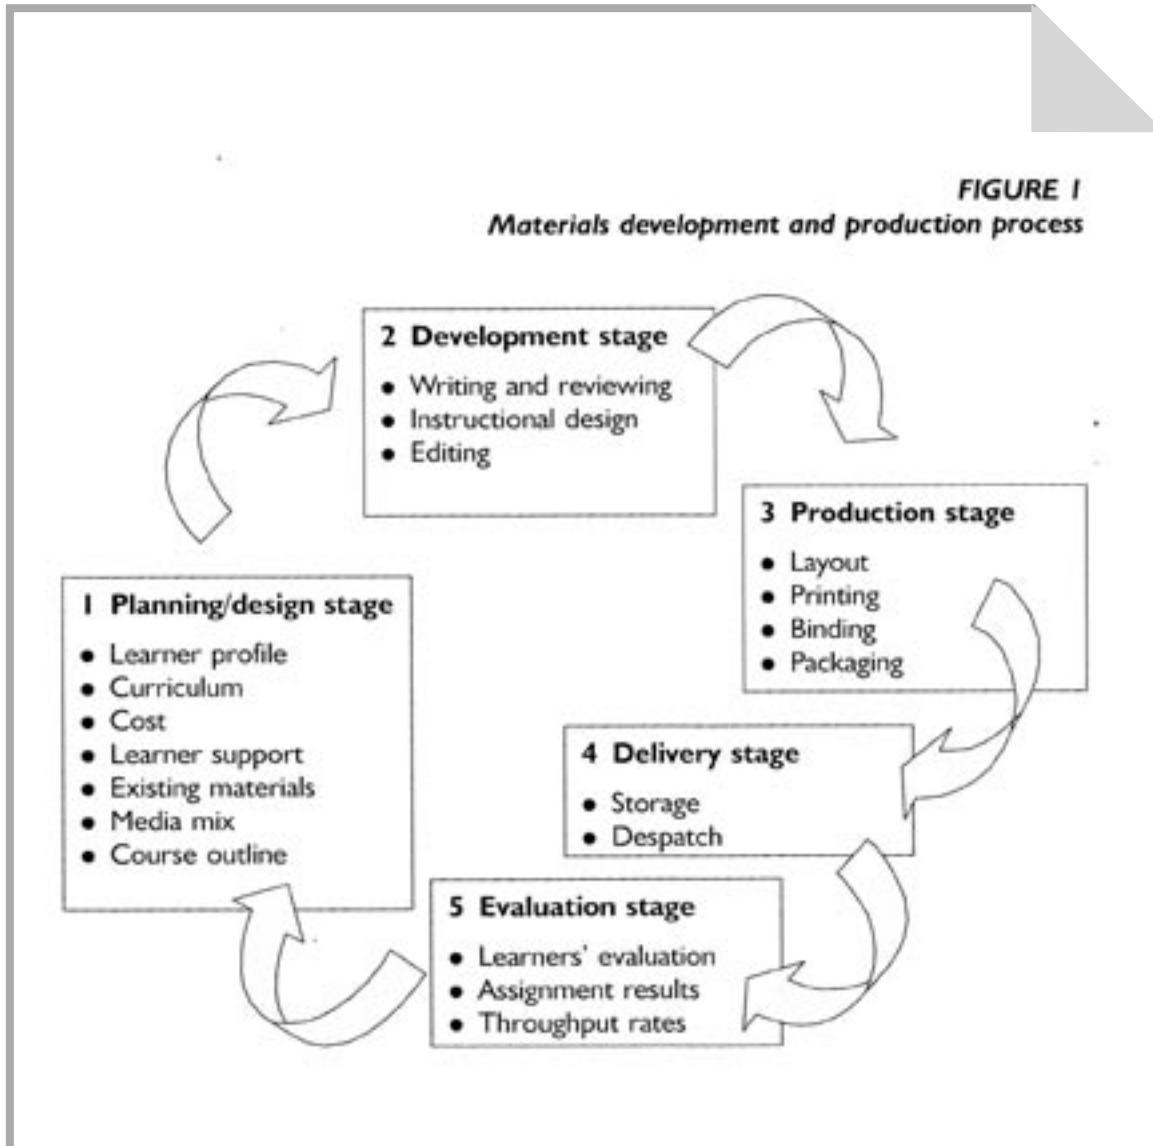 FIGURE 1
Materials development and production process
2 Development stage
● Writing and reviewing
● Instructional design
● Editing
3 Production stage
● Layout
● Printing
● Binding
● Packaging
1 Planning/design stage
● Learner profile
● Curriculum
● Cost
● Learner support
● Existing materials
● Media mix
● Course outline
4 Delivery stage
● Storage
● Despatch
5 Evaluation stage
● Learners' evaluation
● Assignment results
● Throughput rates